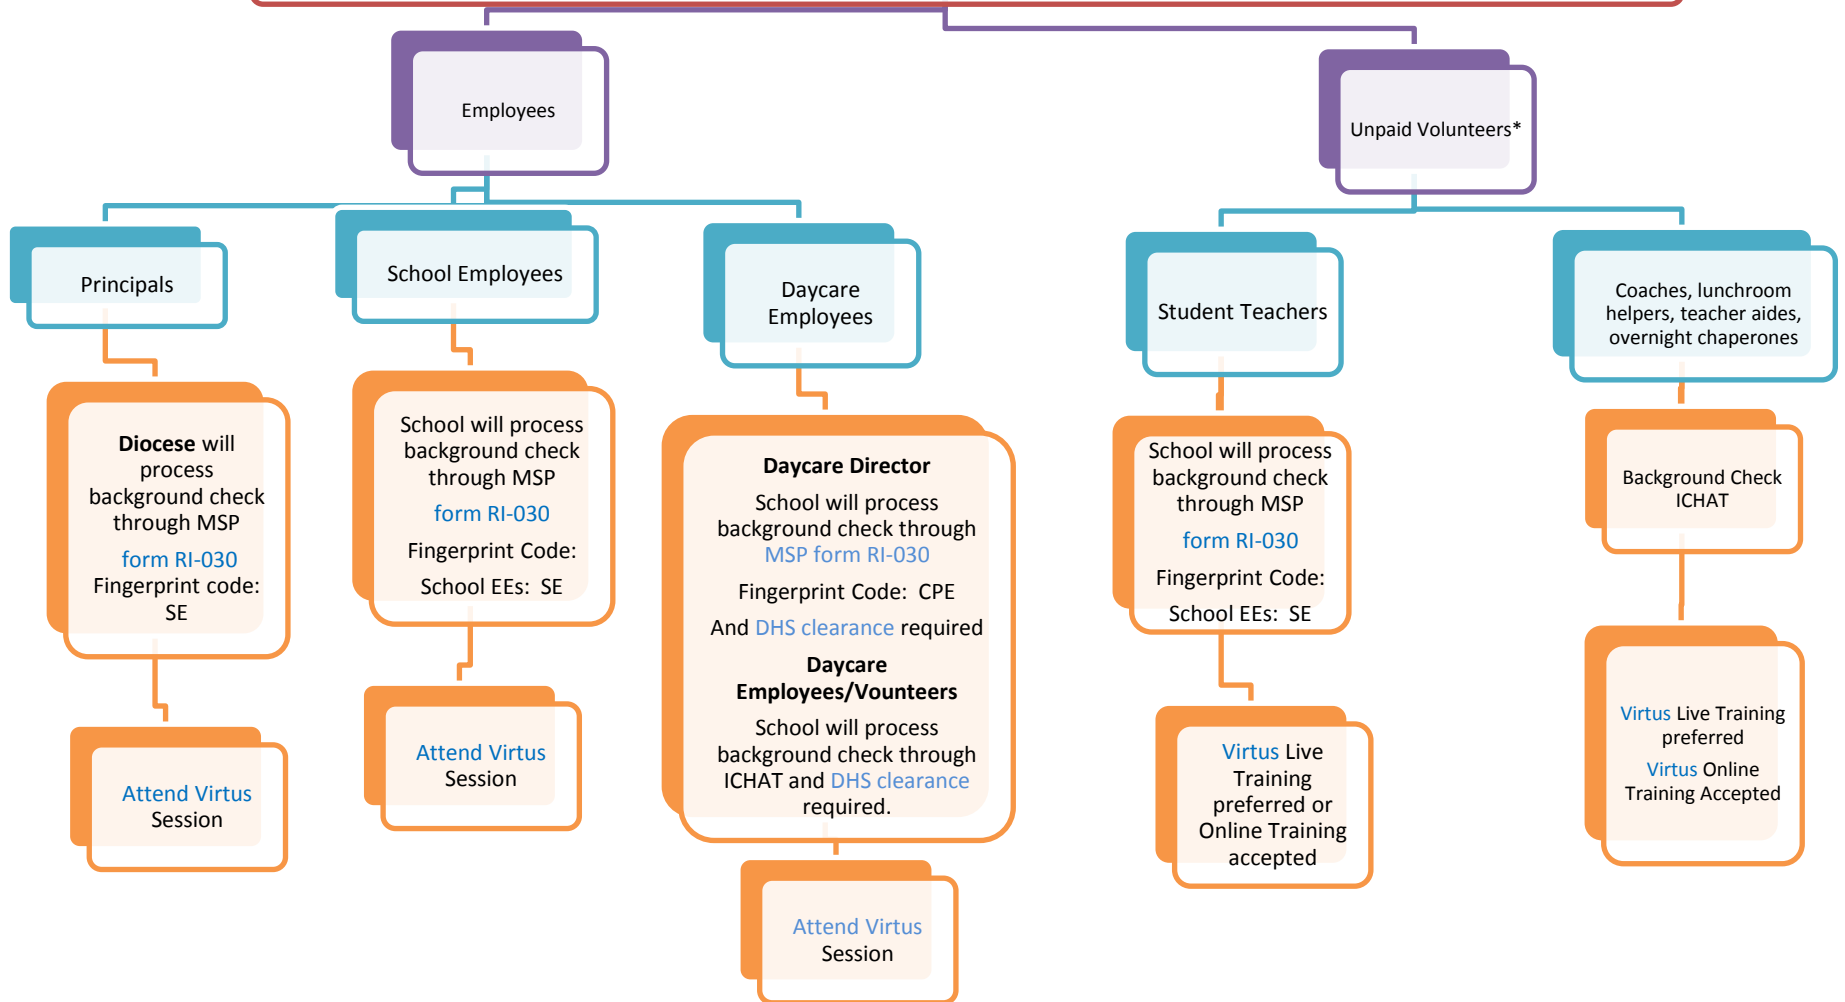 Employees
Unpaid Volunteers*
Principals
School Employees
Daycare
Employees
Student Teachers
Coaches, lunchroom
helpers, teacher aides,
overnight chaperones
Diocese will
process
background check
through MSP
form RI-030
Fingerprint code:
SE
School will process
background check
through MSP
form RI-030
Fingerprint Code:
School EEs: SE
Daycare Director
School will process
background check through
MSP form RI-030
Fingerprint Code: CPE
And DHS clearance required
Daycare
Employees/Vounteers
School will process
background check through
ICHAT and DHS clearance
required.
School will process
background check
through MSP
form RI-030
Fingerprint Code:
School EEs: SE
Background Check
ICHAT
Attend Virtus
Session
Attend Virtus
Session
Attend Virtus
Session
Virtus Live
Training
preferred or
Online Training
accepted
Virtus Live Training
preferred
Virtus Online
Training Accepted